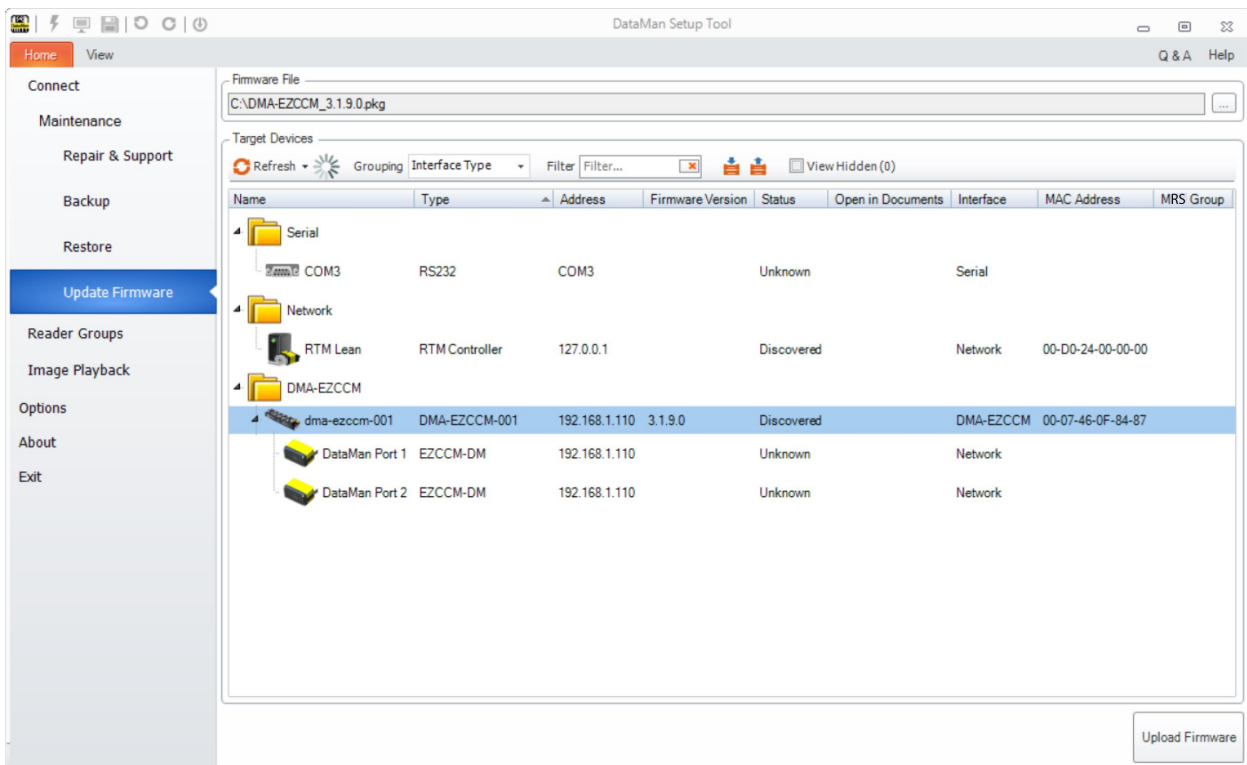 DataMan Setup Tool
Home View Q & A Help
Connect
Maintenance
Repair & Support
Backup
Restore
Update Firmware
Reader Groups
Image Playback
Options
About
Exit
Firmware File
C:\DMA-EZCCM_3.1.9.0.pkg ...
Target Devices
Refresh Grouping Interface Type Filter Filter... View Hidden (0)
Name Type Address Firmware Version Status Open in Documents Interface MAC Address MRS Group
Serial
COM3 RS232 COM3 Unknown Serial
Network
RTM Lean RTM Controller 127.0.0.1 Discovered Network 00-D0-24-00-00-00
DMA-EZCCM
dma-ezccm-001 DMA-EZCCM-001 192.168.1.110 3.1.9.0 Discovered DMA-EZCCM 00-07-46-0F-84-87
DataMan Port 1 EZCCM-DM 192.168.1.110 Unknown Network
DataMan Port 2 EZCCM-DM 192.168.1.110 Unknown Network
Upload Firmware